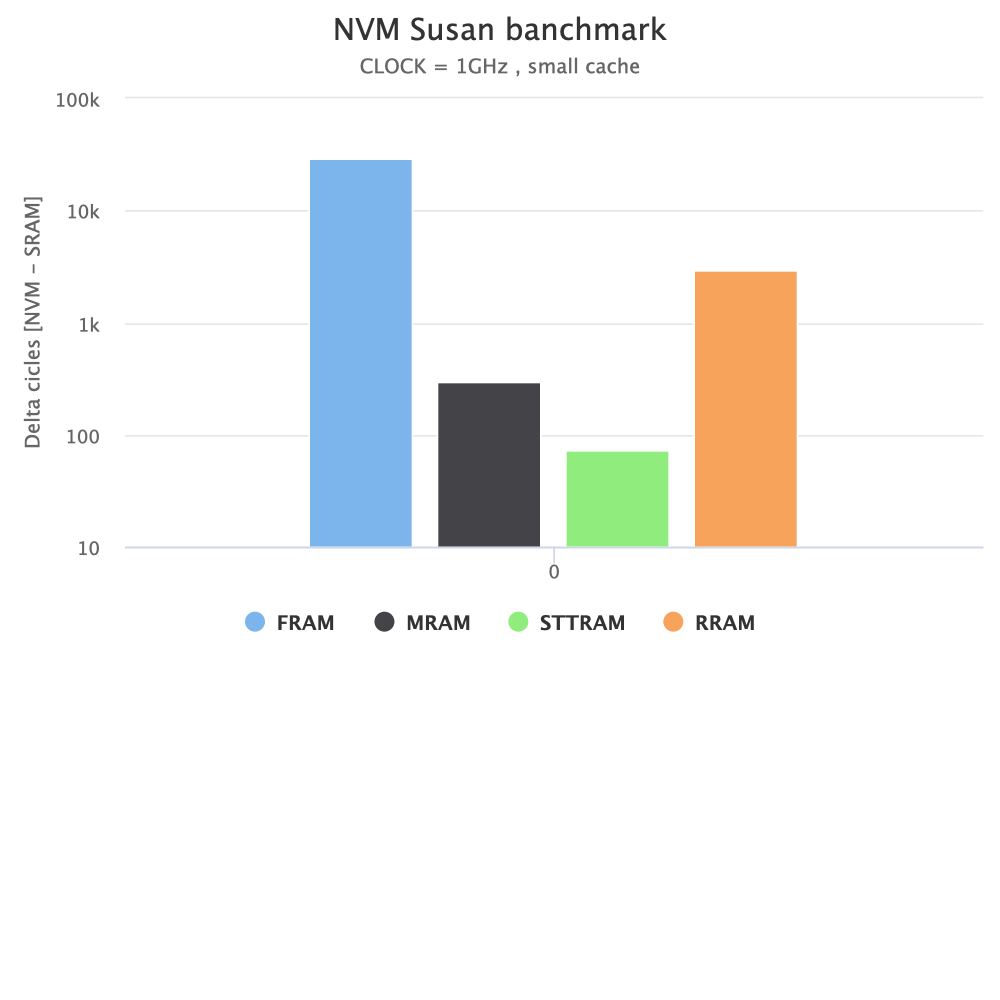 NVM Susan banchmark
CLOCK = 1GHz , small cache
Delta cicles [NVM - SRAM]
100k
10k
1k
100
10
0
FRAM
MRAM
STTRAM
RRAM